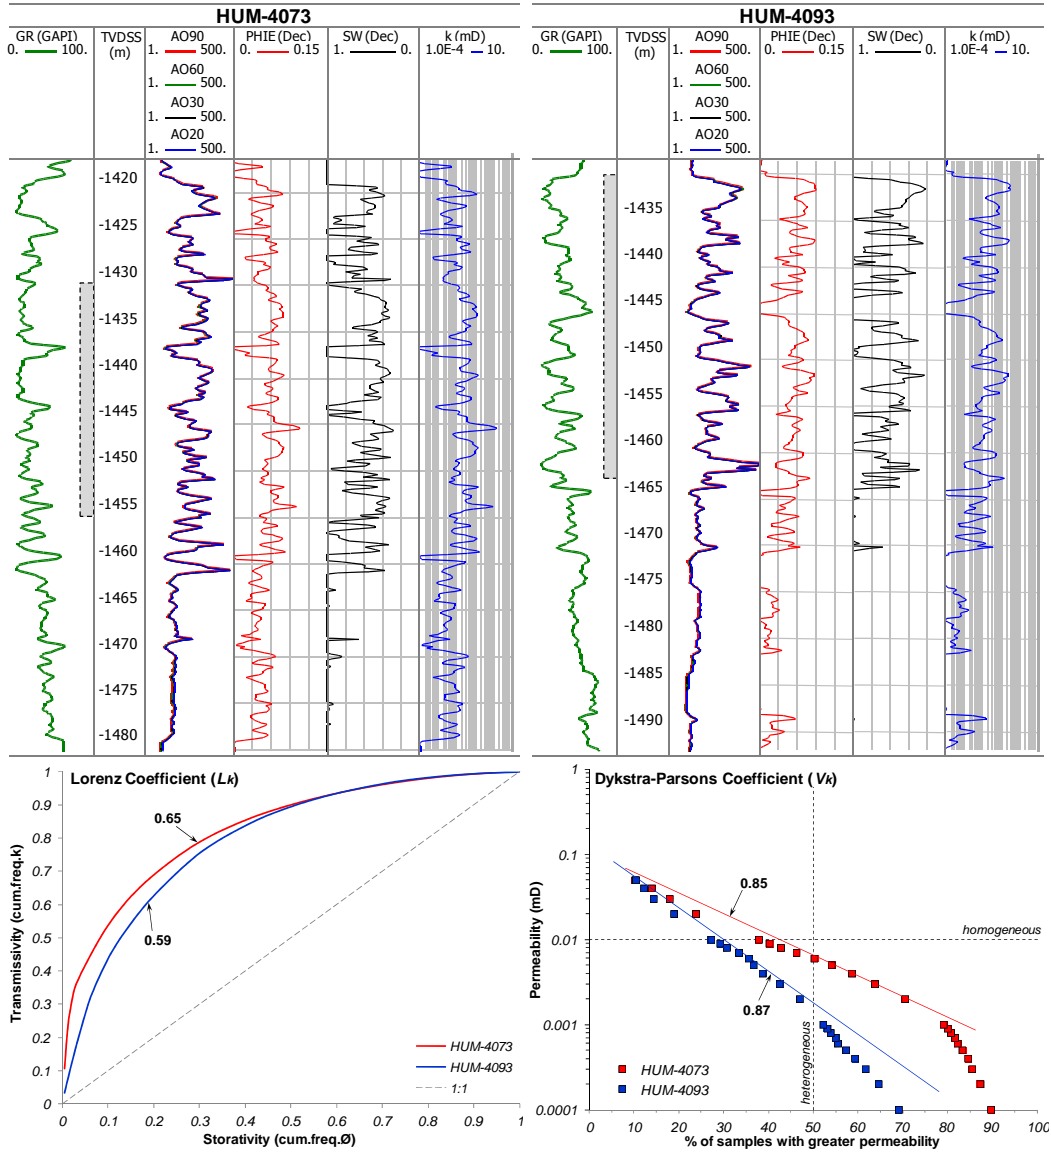 HUM-4073
GR (GAPI) TVDSS AO90 PHIE (Dec) SW (Dec) k (mD)
0. 100. (m) 1. 500. 0. 0.15 1. 0. 1.0E-4 10.
AO60
1. 500.
AO30
1. 500.
AO20
1. 500.
-1420
-1425
-1430
-1435
-1440
-1445
-1450
-1455
-1460
-1465
-1470
-1475
-1480
HUM-4093
GR (GAPI) TVDSS AO90 PHIE (Dec) SW (Dec) k (mD)
0. 100. (m) 1. 500. 0. 0.15 1. 0. 1.0E-4 10.
AO60
1. 500.
AO30
1. 500.
AO20
1. 500.
-1435
-1440
-1445
-1450
-1455
-1460
-1465
-1470
-1475
-1480
-1485
-1490
Lorenz Coefficient (Lk)
Transmissivity (cum.freq.k)
1
0.9
0.8
0.7
0.6
0.5
0.4
0.3
0.2
0.1
0
0.65
0.59
HUM-4073
HUM-4093
1:1
0 0.1 0.2 0.3 0.4 0.5 0.6 0.7 0.8 0.9 1
Storativity (cum.freq.Ø)
Dykstra-Parsons Coefficient (Vk)
Permeability (mD)
1
0.1
0.01
0.001
0.0001
0.85
0.87
homogeneous
heterogeneous
HUM-4073
HUM-4093
0 10 20 30 40 50 60 70 80 90 100
% of samples with greater permeability